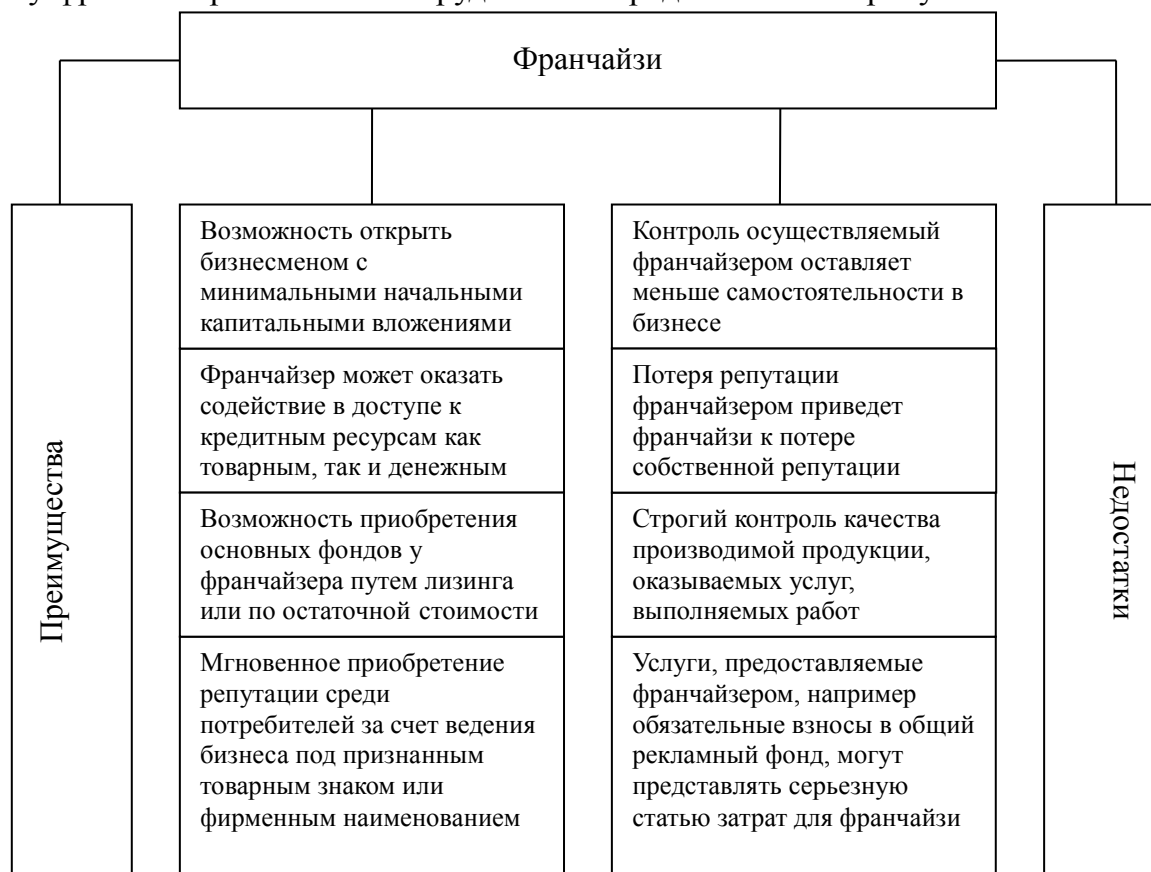 Франчайзи
Преимущества
Возможность открыть
бизнесменом с
минимальными начальными
капитальными вложениями
Франчайзер может оказать
содействие в доступе к
кредитным ресурсам как
товарным, так и денежным
Возможность приобретения
основных фондов у
франчайзера путем лизинга
или по остаточной стоимости
Мгновенное приобретение
репутации среди
потребителей за счет ведения
бизнеса под признанным
товарным знаком или
фирменным наименованием
Контроль осуществляемый
франчайзером оставляет
меньше самостоятельности в
бизнесе
Потеря репутации
франчайзером приведет
франчайзи к потере
собственной репутации
Строгий контроль качества
производимой продукции,
оказываемых услуг,
выполняемых работ
Услуги, предоставляемые
франчайзером, например
обязательные взносы в общий
рекламный фонд, могут
представлять серьезную
статью затрат для франчайзи
Недостатки